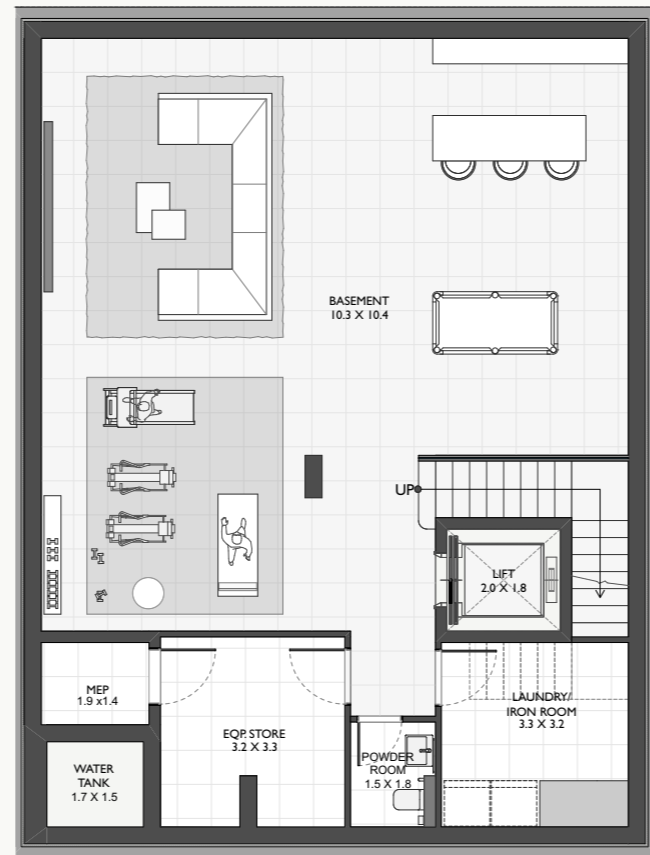 BASEMENT
10.3 X 10.4
UP
LIFT
2.0 X 1.8
MEP
1.9 x1.4
EQP. STORE
3.2 X 3.3
LAUNDRY/
IRON ROOM
3.3 X 3.2
POWDER
ROOM
1.5 X 1.8
WATER
TANK
1.7 X 1.5